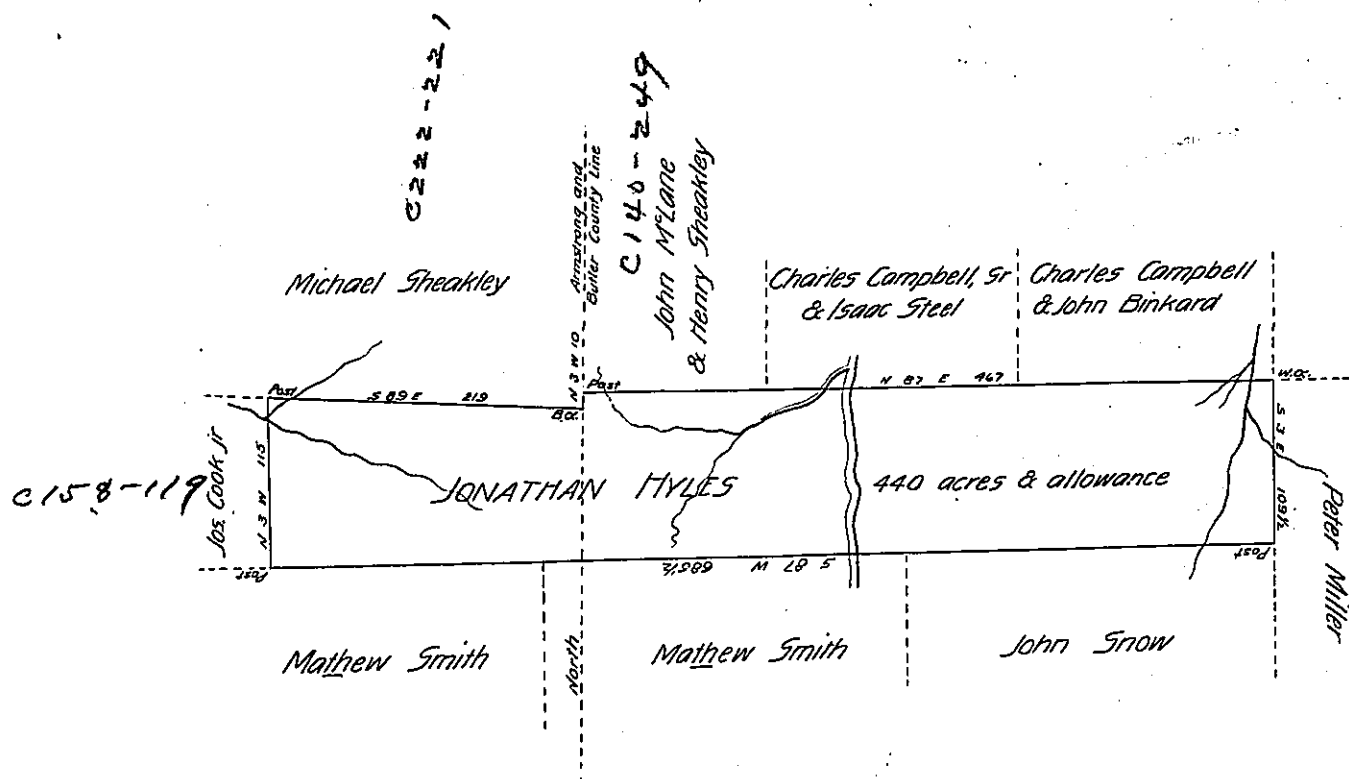 C222-221
Armstrong and
Butler County Line
C140-249
John McLane
& Henry Sheakley
Michael Sheakley
Charles Campbell, Sr
& Isaac Steel
Charles Campbell
& John Binkard
N 3 W 10
Post
S 89 E 219
B.O.
Post
N 87 E 467
W.O.
Jos. Cook jr
C158-119
N 3 W 115
JONATHAN HYLES
440 acres & allowance
S 3 E 109½
Peter Miller
Post
S 87 W 685½
Post
Mathew Smith
North
Mathew Smith
John Snow